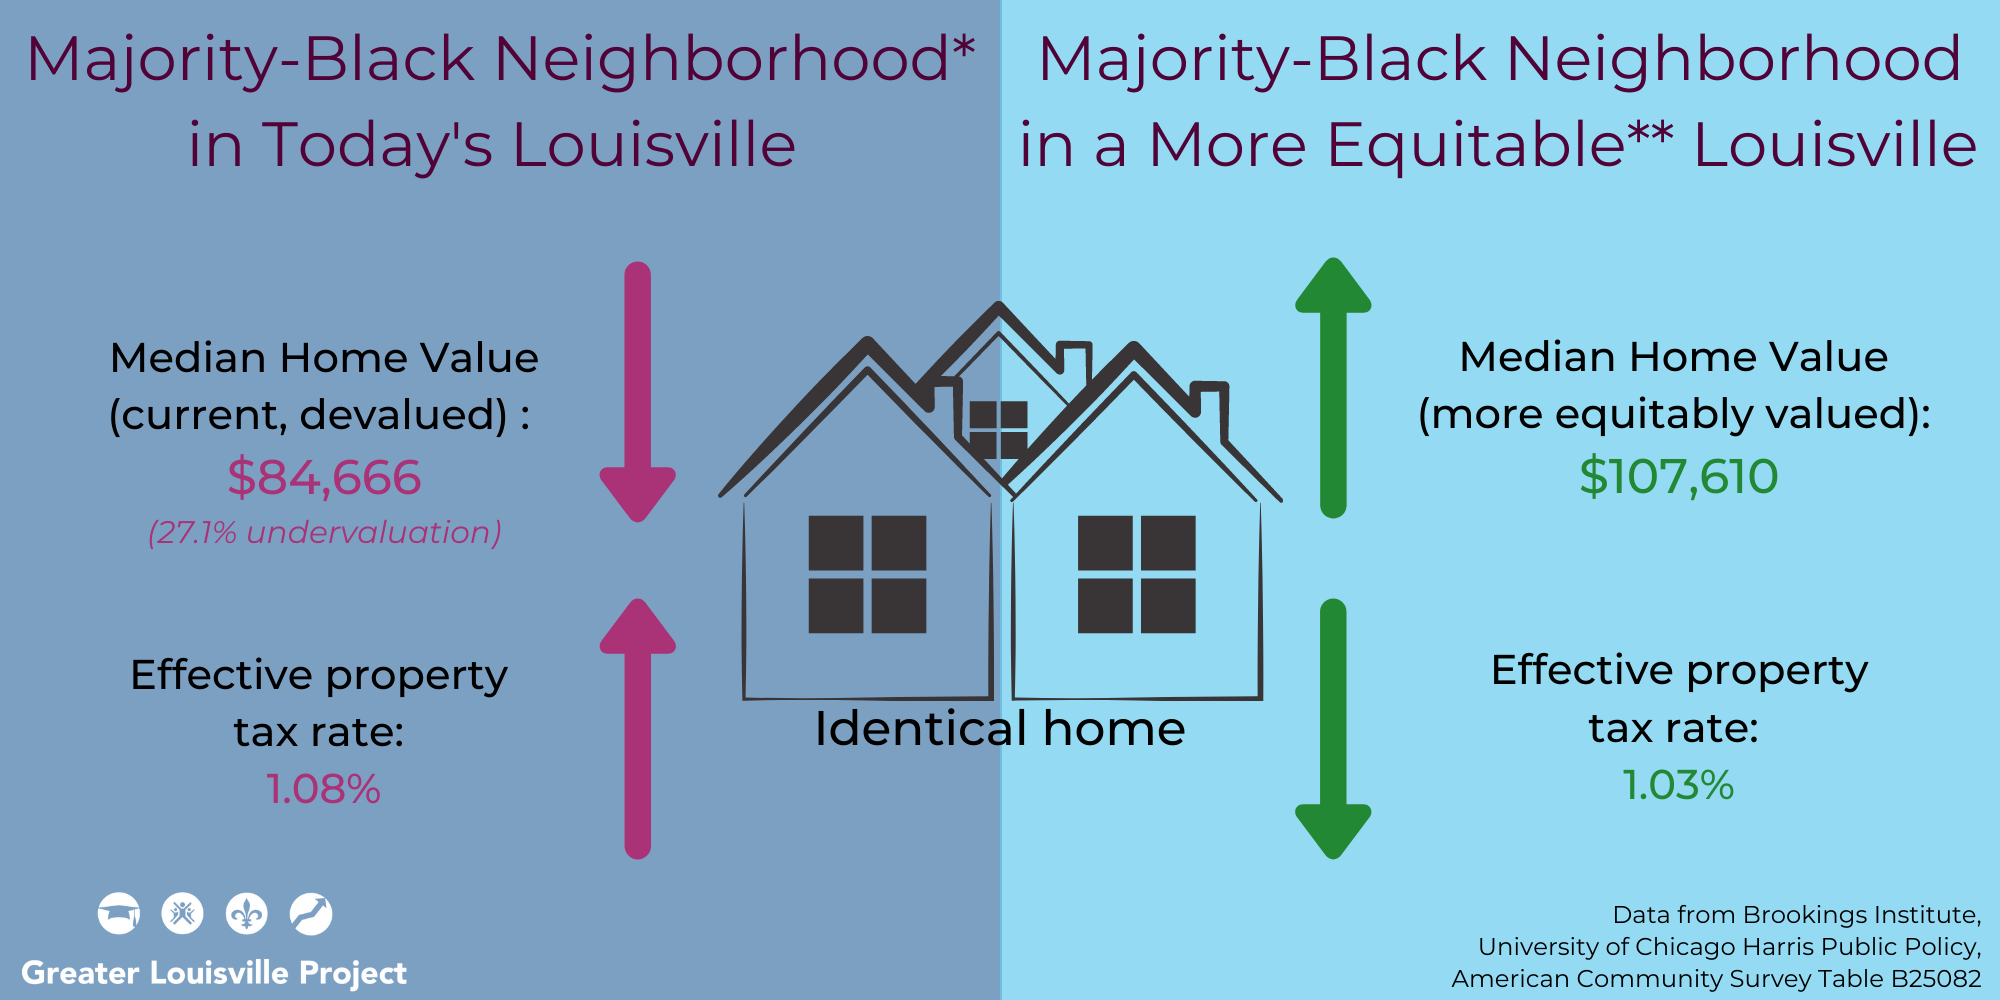 Majority-Black Neighborhood*
in Today's Louisville
Median Home Value
(current, devalued) :
$84,666
(27.1% undervaluation)
Effective property
tax rate:
1.08%
Identical home
Majority-Black Neighborhood
in a More Equitable** Louisville
Median Home Value
(more equitably valued):
$107,610
Effective property
tax rate:
1.03%
Greater Louisville Project
Data from Brookings Institute,
University of Chicago Harris Public Policy,
American Community Survey Table B25082